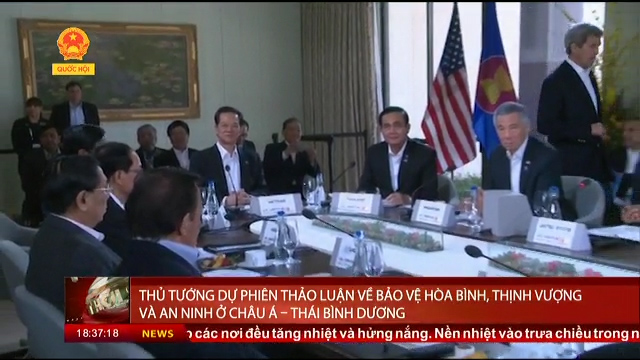 QUỐC HỘI
THỦ TƯỚNG DỰ PHIÊN THẢO LUẬN VỀ BẢO VỆ HÒA BÌNH, THỊNH VƯỢNG
VÀ AN NINH Ở CHÂU Á – THÁI BÌNH DƯƠNG
18:37:18 NEWS o các nơi đều tăng nhiệt và hửng nắng. Nền nhiệt vào trưa chiều trong n